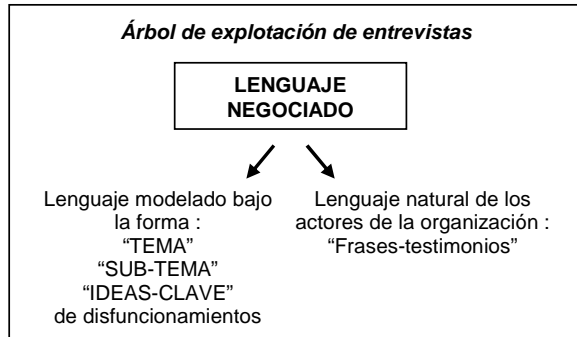 Árbol de explotación de entrevistas
LENGUAJE
NEGOCIADO
Lenguaje modelado bajo
la forma :
“TEMA”
“SUB-TEMA”
“IDEAS-CLAVE”
de disfuncionamientos
Lenguaje natural de los
actores de la organización :
“Frases-testimonios”